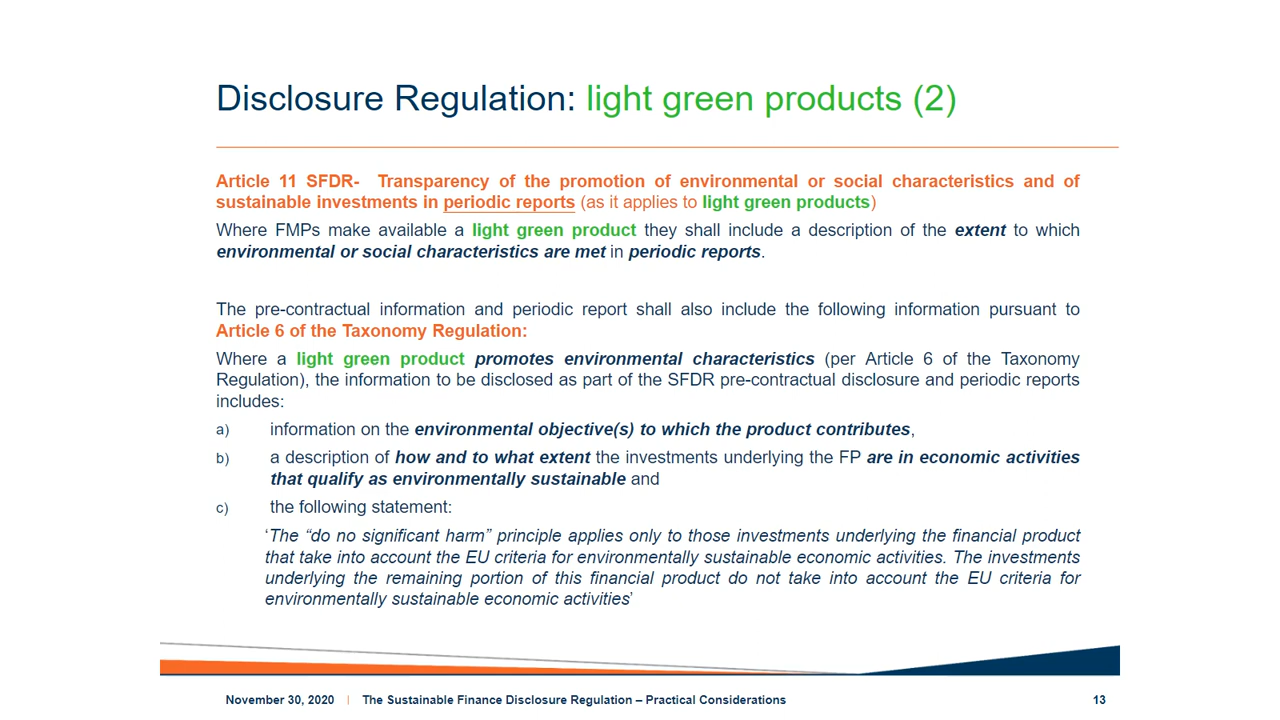 Disclosure Regulation: light green products (2)
Article 11 SFDR- Transparency of the promotion of environmental or social characteristics and of
sustainable investments in periodic reports (as it applies to light green products)
Where FMPs make available a light green product they shall include a description of the extent to which
environmental or social characteristics are met in periodic reports.
The pre-contractual information and periodic report shall also include the following information pursuant to
Article 6 of the Taxonomy Regulation:
Where a light green product promotes environmental characteristics (per Article 6 of the Taxonomy
Regulation), the information to be disclosed as part of the SFDR pre-contractual disclosure and periodic reports
includes:
a) information on the environmental objective(s) to which the product contributes,
b) a description of how and to what extent the investments underlying the FP are in economic activities
that qualify as environmentally sustainable and
c) the following statement:
‘The “do no significant harm” principle applies only to those investments underlying the financial product
that take into account the EU criteria for environmentally sustainable economic activities. The investments
underlying the remaining portion of this financial product do not take into account the EU criteria for
environmentally sustainable economic activities’
November 30, 2020 | The Sustainable Finance Disclosure Regulation – Practical Considerations 13